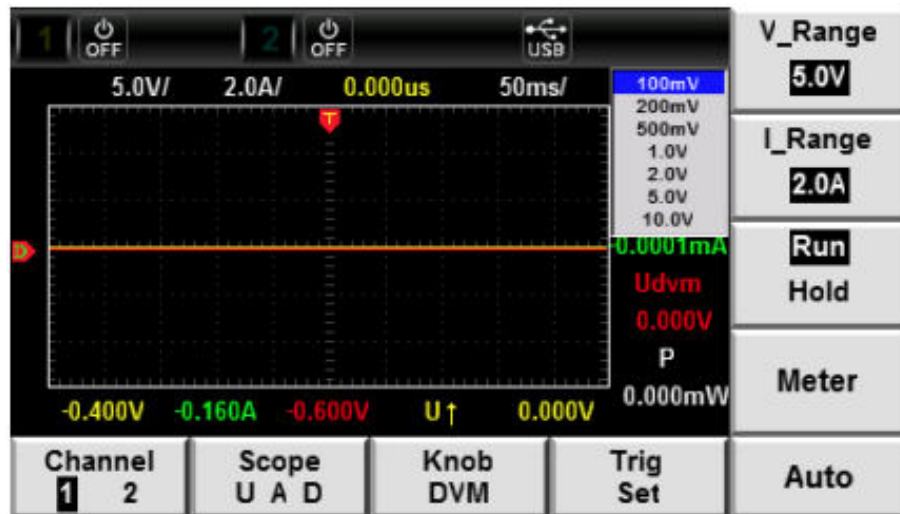 1 OFF 2 OFF USB
5.0V/ 2.0A/ 0.000us 50ms/
T
100mV
200mV
500mV
1.0V
2.0V
5.0V
10.0V
D
-0.0001mA
Udvm
0.000V
P
0.000mW
-0.400V -0.160A -0.600V U↑ 0.000V
V_Range
5.0V
I_Range
2.0A
Run
Hold
Meter
Auto
Channel
1 2
Scope
U A D
Knob
DVM
Trig
Set